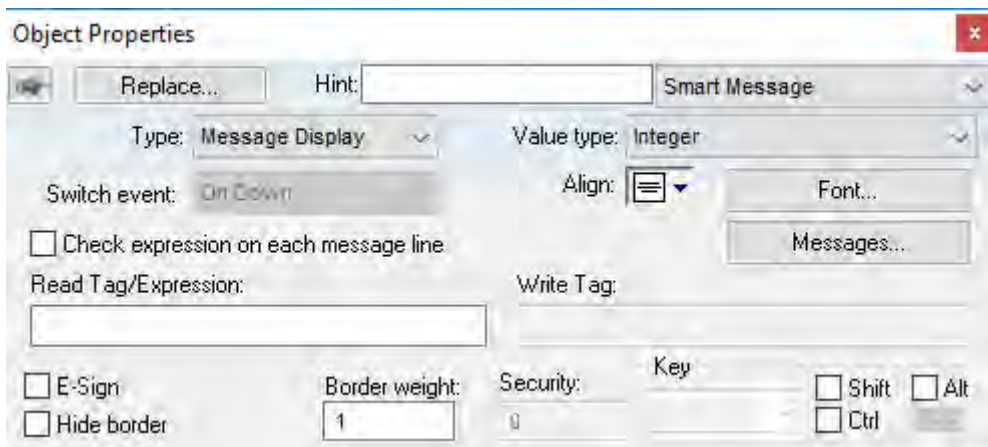 Object Properties
Replace... Hint: Smart Message
Type: Message Display Value type: Integer
Switch event: On Down Align: Font...
Check expression on each message line Messages...
Read Tag/Expression: Write Tag:
E-Sign Border weight: Security: Key Shift Alt
Hide border 1 0 Ctrl